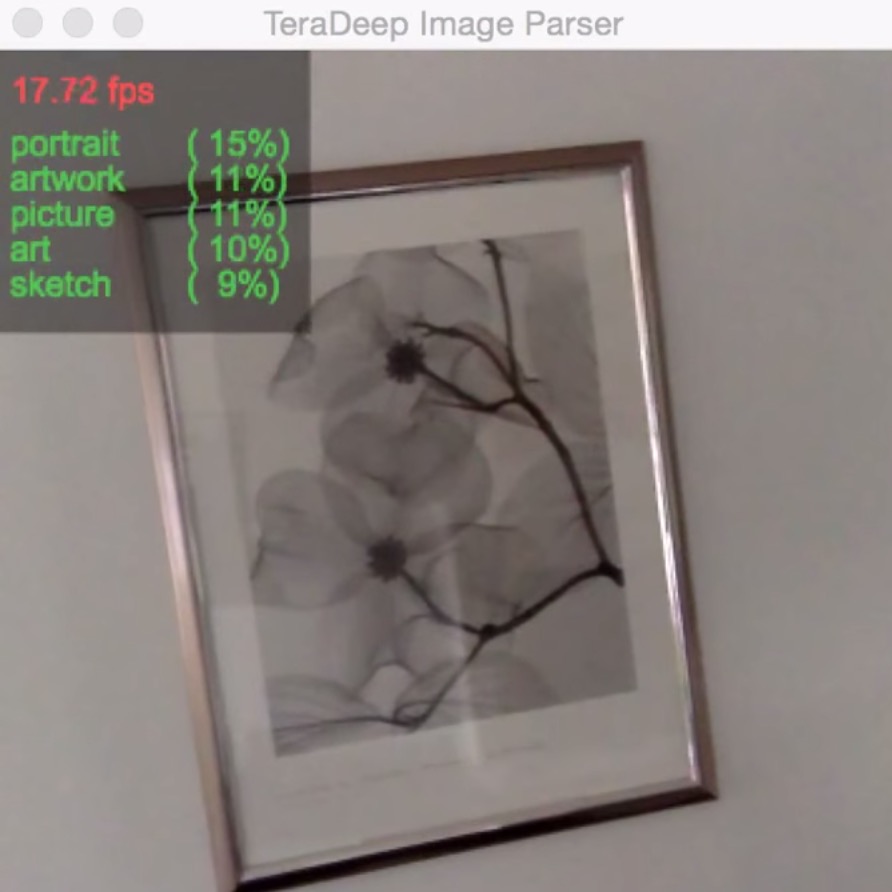 TeraDeep Image Parser
17.72 fps
portrait ( 15%)
artwork ( 11%)
picture ( 11%)
art ( 10%)
sketch ( 9%)